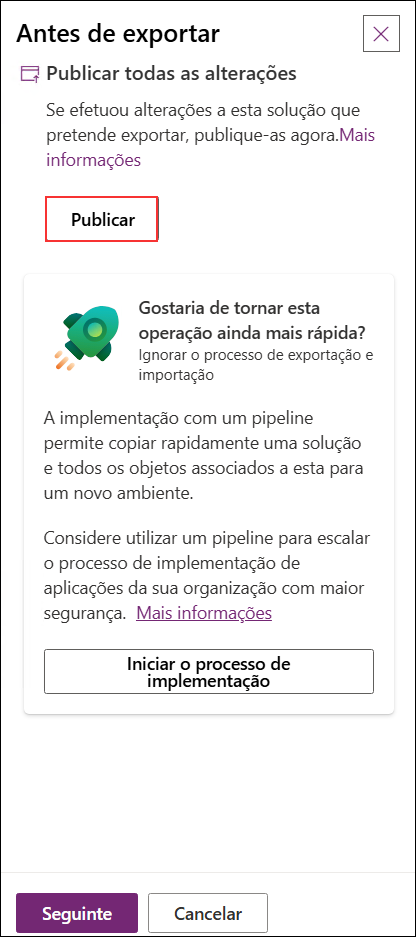 Antes de exportar
Publicar todas as alterações
Se efetuou alterações a esta solução que
pretende exportar, publique-as agora.Mais
informações
Publicar
Gostaria de tornar esta
operação ainda mais rápida?
Ignorar o processo de exportação e
importação
A implementação com um pipeline
permite copiar rapidamente uma solução
e todos os objetos associados a esta para
um novo ambiente.
Considere utilizar um pipeline para escalar
o processo de implementação de
aplicações da sua organização com maior
segurança. Mais informações
Iniciar o processo de
implementação
Seguinte
Cancelar